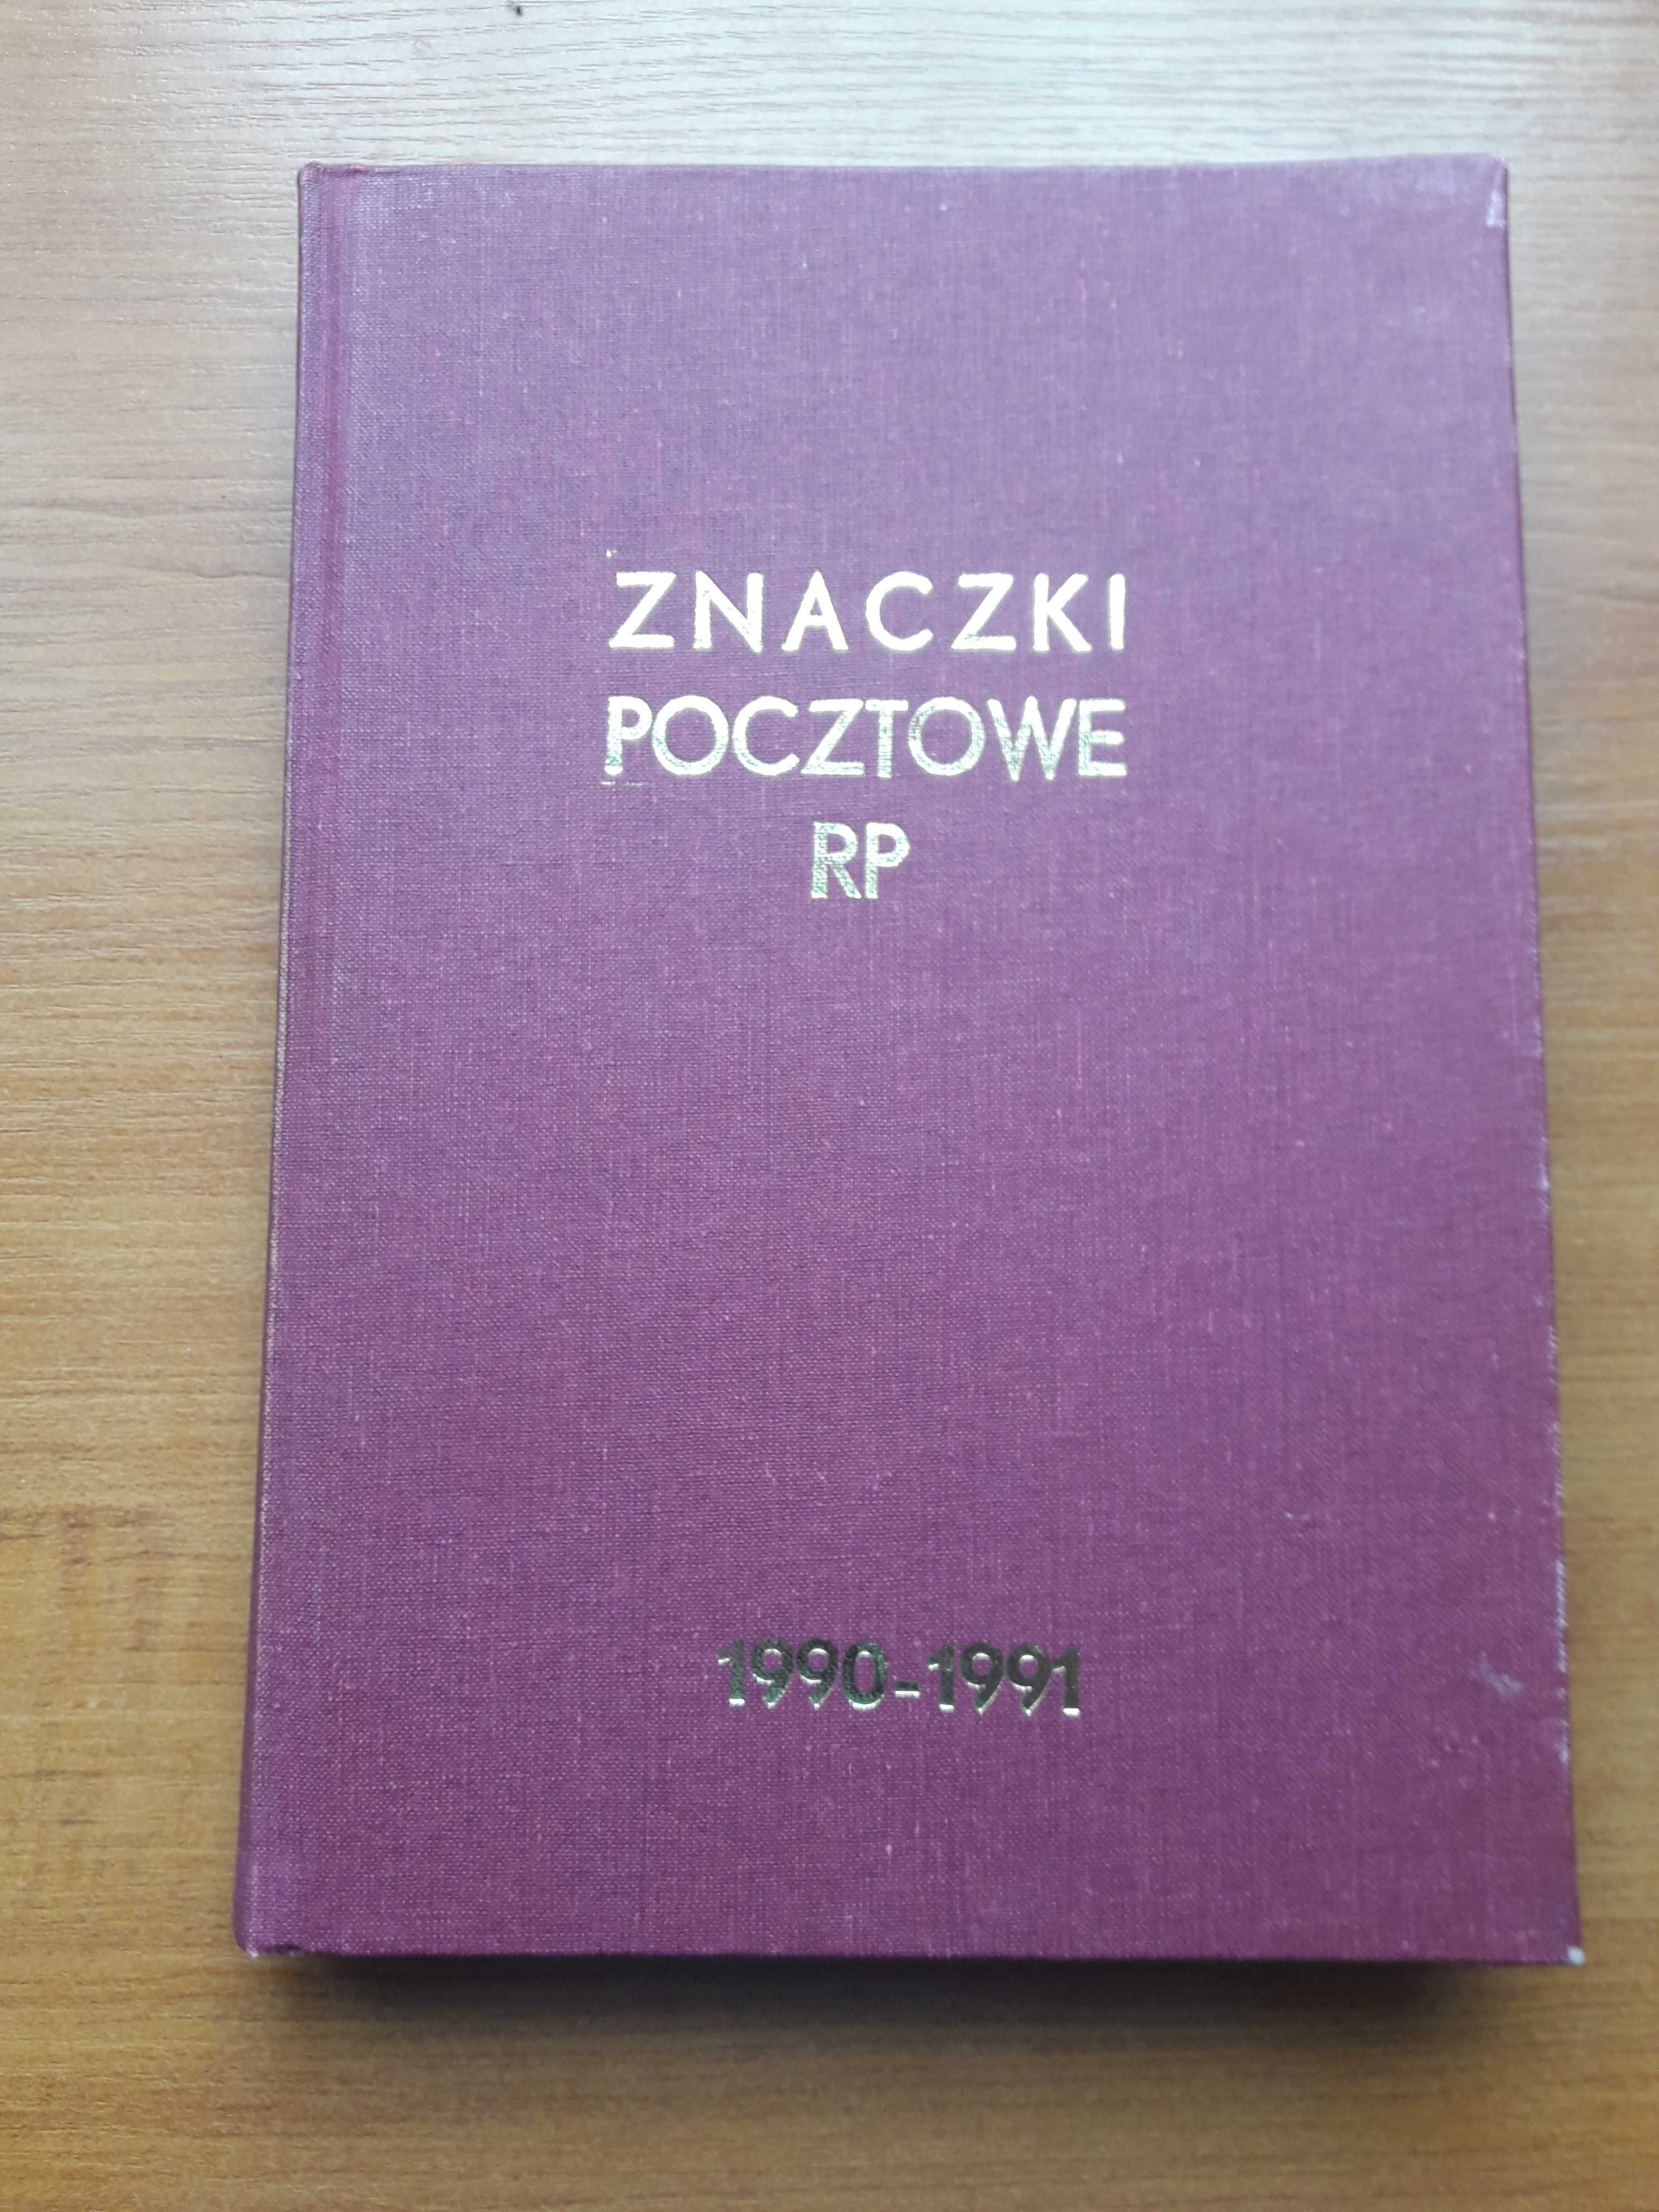 ZNACZKI
POCZTOWE
RP
1990-1991